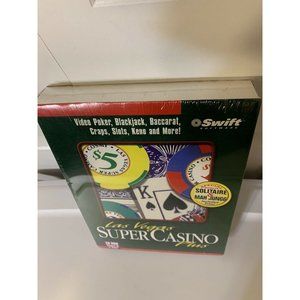 Video Poker, Blackjack, Baccarat,
Craps, Slots, Keno and More!
Swift
SOFTWARE
$5
K
Las Vegas
SUPER CASINO
Plus
SOLITAIRE
MAH JONGG